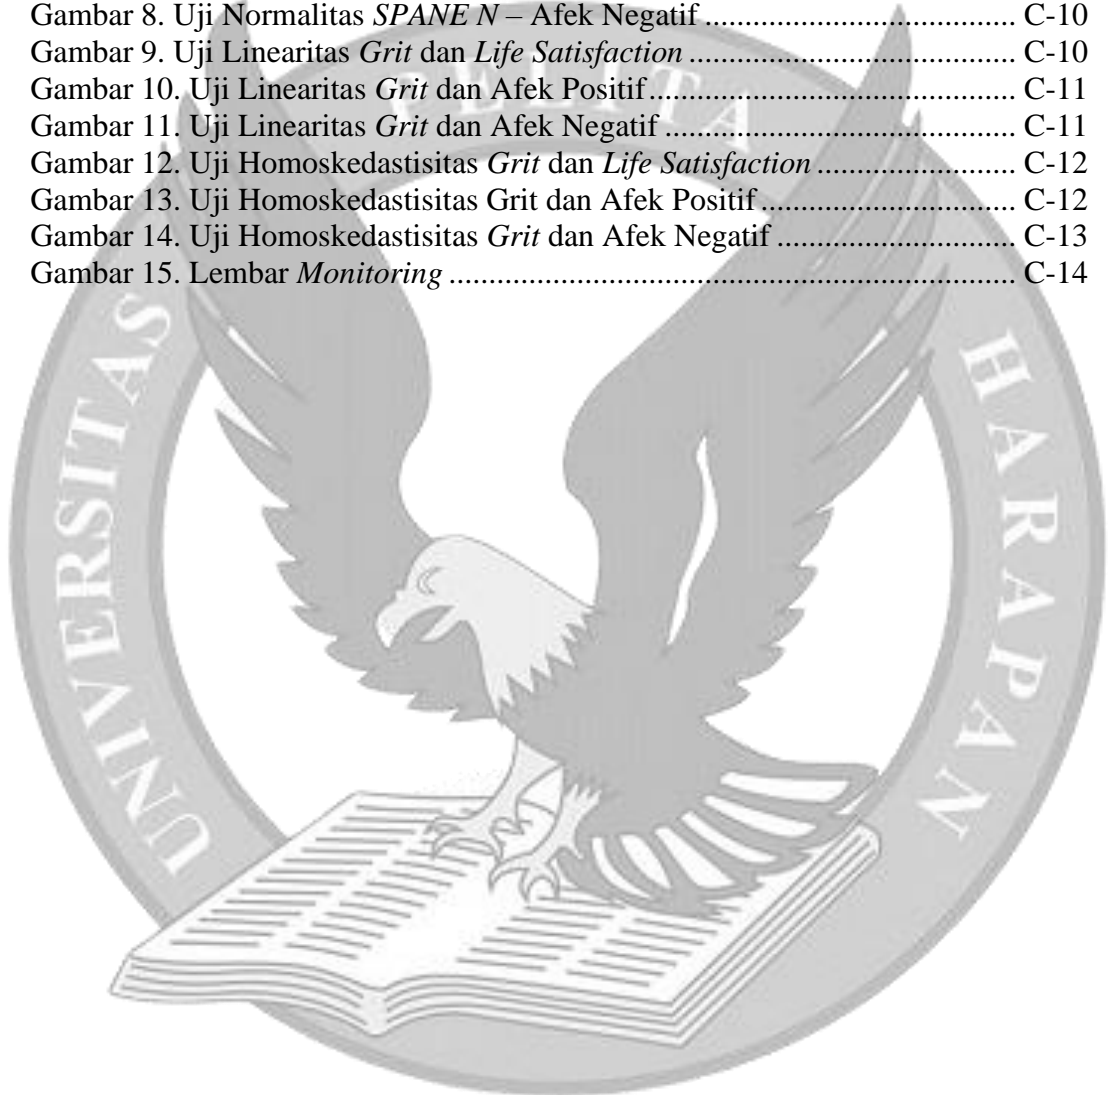 Gambar 8. Uji Normalitas SPANE N – Afek Negatif ....................................... C-10
Gambar 9. Uji Linearitas Grit dan Life Satisfaction ......................................... C-10
Gambar 10. Uji Linearitas Grit dan Afek Positif .............................................. C-11
Gambar 11. Uji Linearitas Grit dan Afek Negatif ............................................ C-11
Gambar 12. Uji Homoskedastisitas Grit dan Life Satisfaction ......................... C-12
Gambar 13. Uji Homoskedastisitas Grit dan Afek Positif ................................ C-12
Gambar 14. Uji Homoskedastisitas Grit dan Afek Negatif .............................. C-13
Gambar 15. Lembar Monitoring ....................................................................... C-14
UNIVERSITAS PELITA HARAPAN